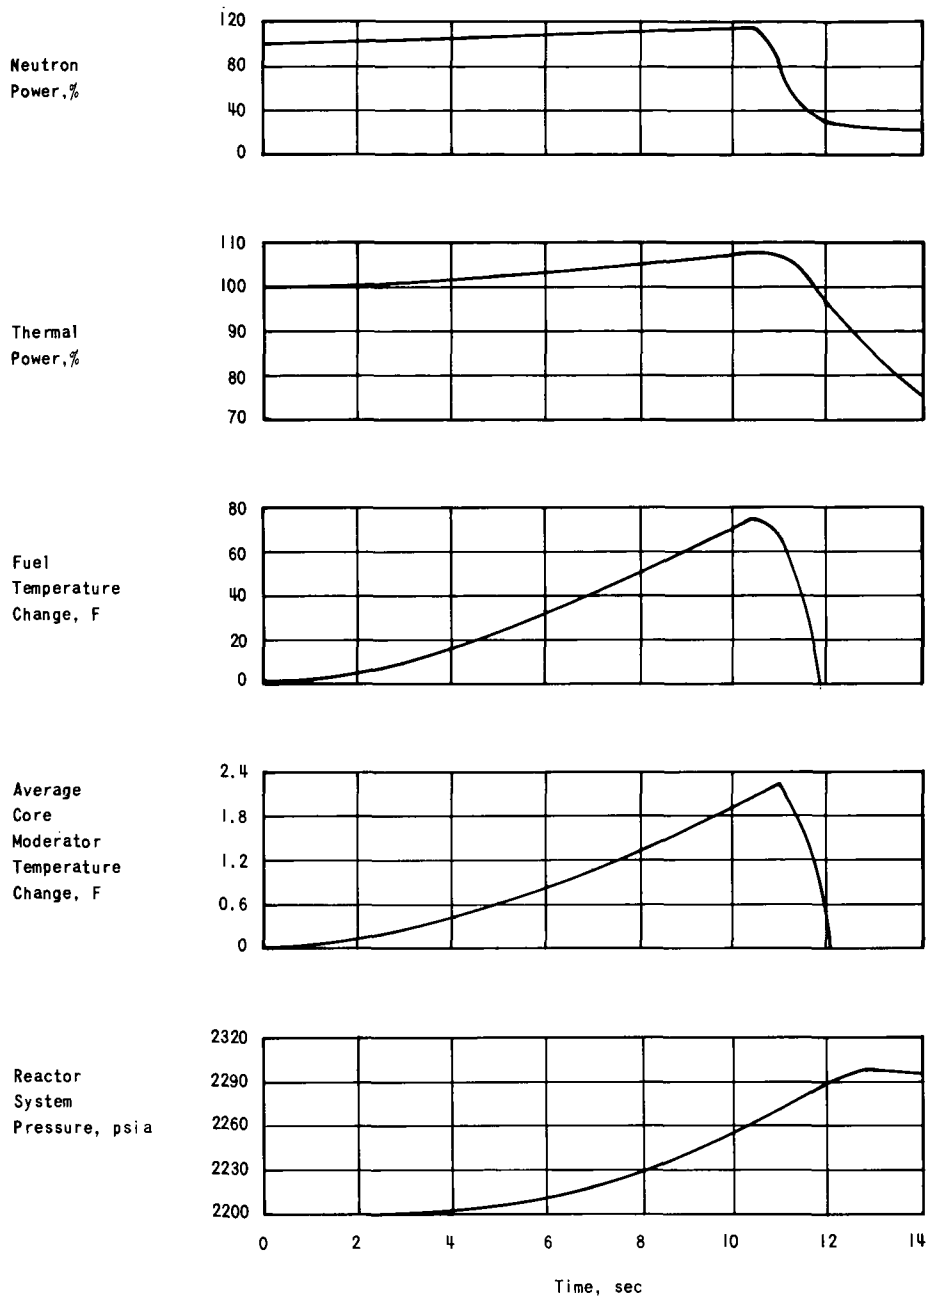 Neutron
Power,%
120
80
40
0
Thermal
Power,%
110
100
90
80
70
Fuel
Temperature
Change, F
80
60
40
20
0
Average
Core
Moderator
Temperature
Change, F
2.4
1.8
1.2
0.6
0
Reactor
System
Pressure, psia
2320
2290
2260
2230
2200
0 2 4 6 8 10 12 14
Time, sec